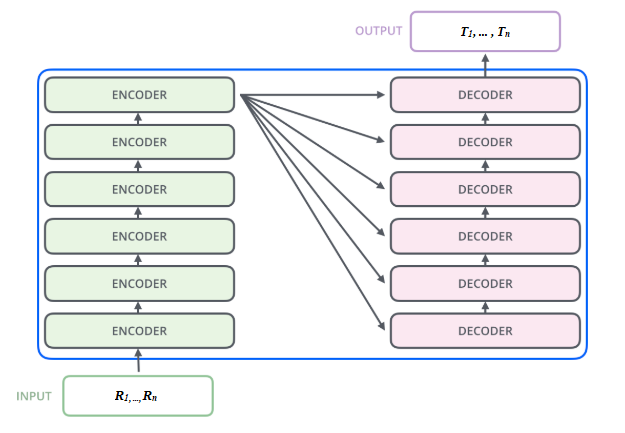 OUTPUT
T1, ... , Tn
ENCODER
DECODER
ENCODER
DECODER
ENCODER
DECODER
ENCODER
DECODER
ENCODER
DECODER
ENCODER
DECODER
INPUT
R1,...,Rn